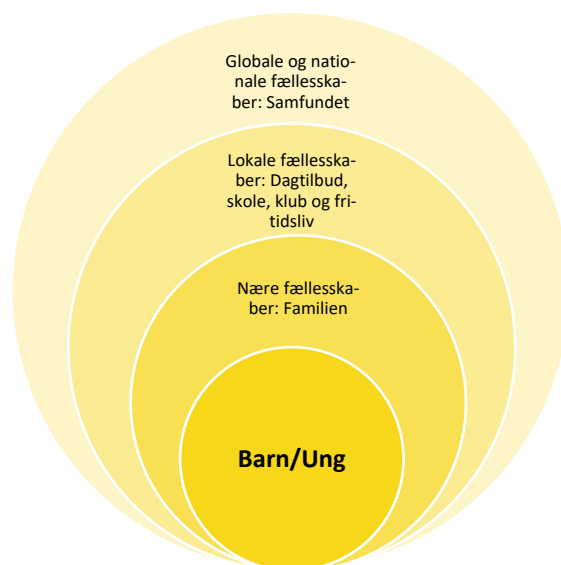 Globale og natio-
nale fællesska-
ber: Samfundet
Lokale fællesska-
ber: Dagtilbud,
skole, klub og fri-
tidsliv
Nære fællesska-
ber: Familien
Barn/Ung